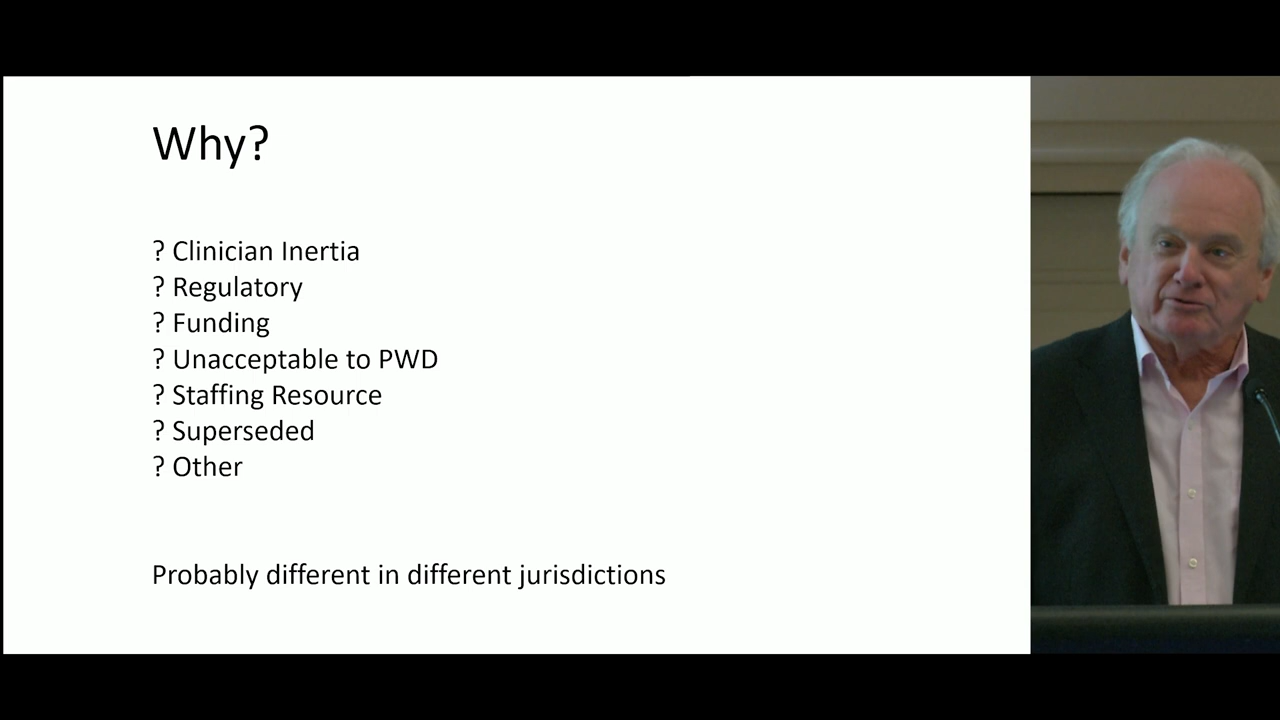 Why?
? Clinician Inertia
? Regulatory
? Funding
? Unacceptable to PWD
? Staffing Resource
? Superseded
? Other
Probably different in different jurisdictions